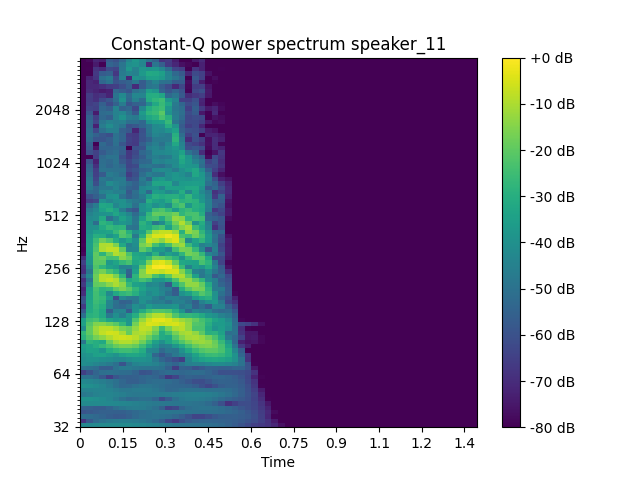 Constant-Q power spectrum speaker_11
Hz
2048
1024
512
256
128
64
32
0 0.15 0.3 0.45 0.6 0.75 0.9 1.1 1.2 1.4
Time
+0 dB
-10 dB
-20 dB
-30 dB
-40 dB
-50 dB
-60 dB
-70 dB
-80 dB